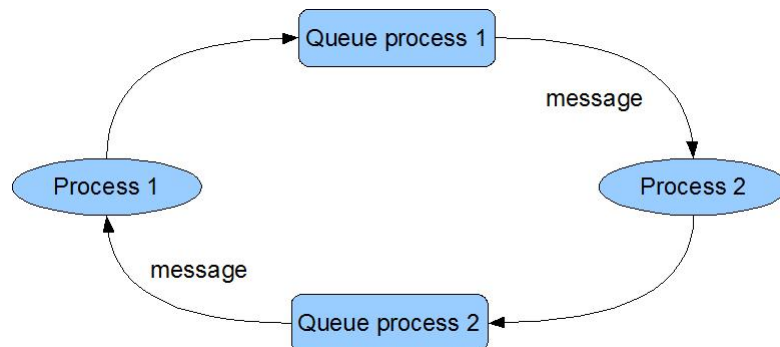 Queue process 1
message
Process 1
Process 2
message
Queue process 2